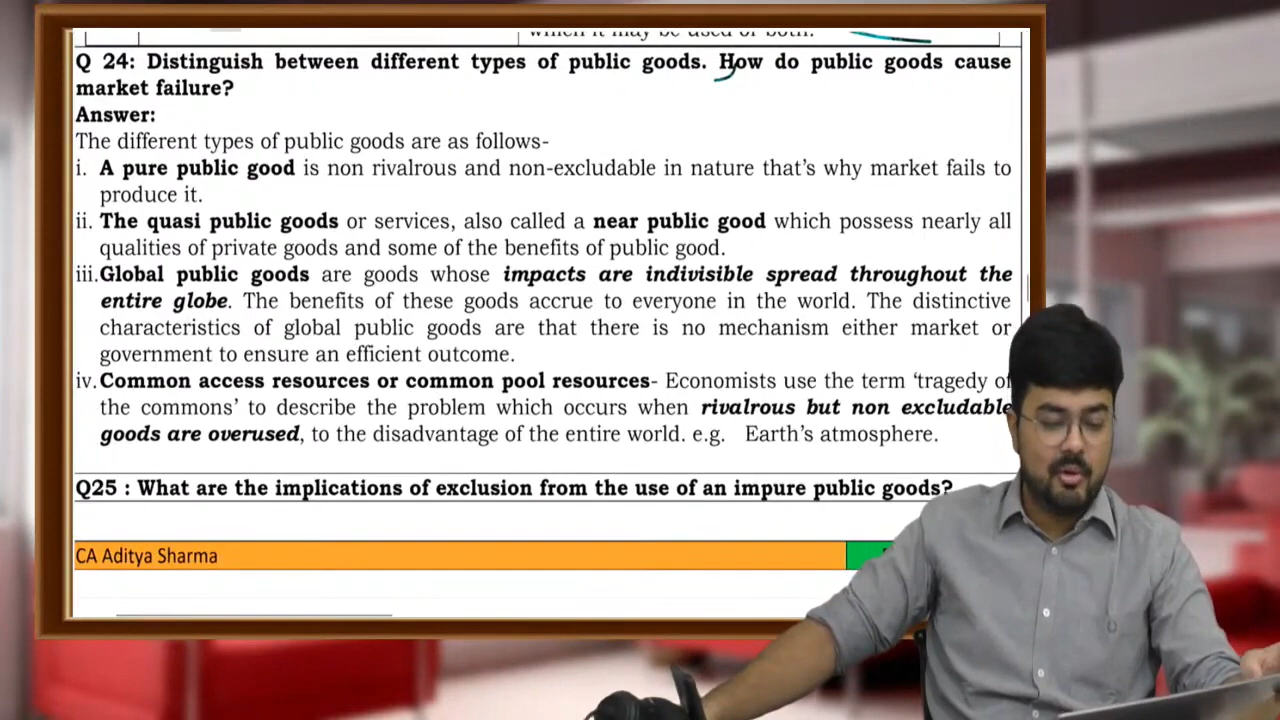 which it may be used or both.
Q 24: Distinguish between different types of public goods. How do public goods cause
market failure?
Answer:
The different types of public goods are as follows-
i. A pure public good is non rivalrous and non-excludable in nature that's why market fails to
produce it.
ii. The quasi public goods or services, also called a near public good which possess nearly all
qualities of private goods and some of the benefits of public good.
iii. Global public goods are goods whose impacts are indivisible spread throughout the
entire globe. The benefits of these goods accrue to everyone in the world. The distinctive
characteristics of global public goods are that there is no mechanism either market or
government to ensure an efficient outcome.
iv. Common access resources or common pool resources- Economists use the term 'tragedy of
the commons' to describe the problem which occurs when rivalrous but non excludable
goods are overused, to the disadvantage of the entire world. e.g. Earth's atmosphere.
Q25 : What are the implications of exclusion from the use of an impure public goods?
CA Aditya Sharma